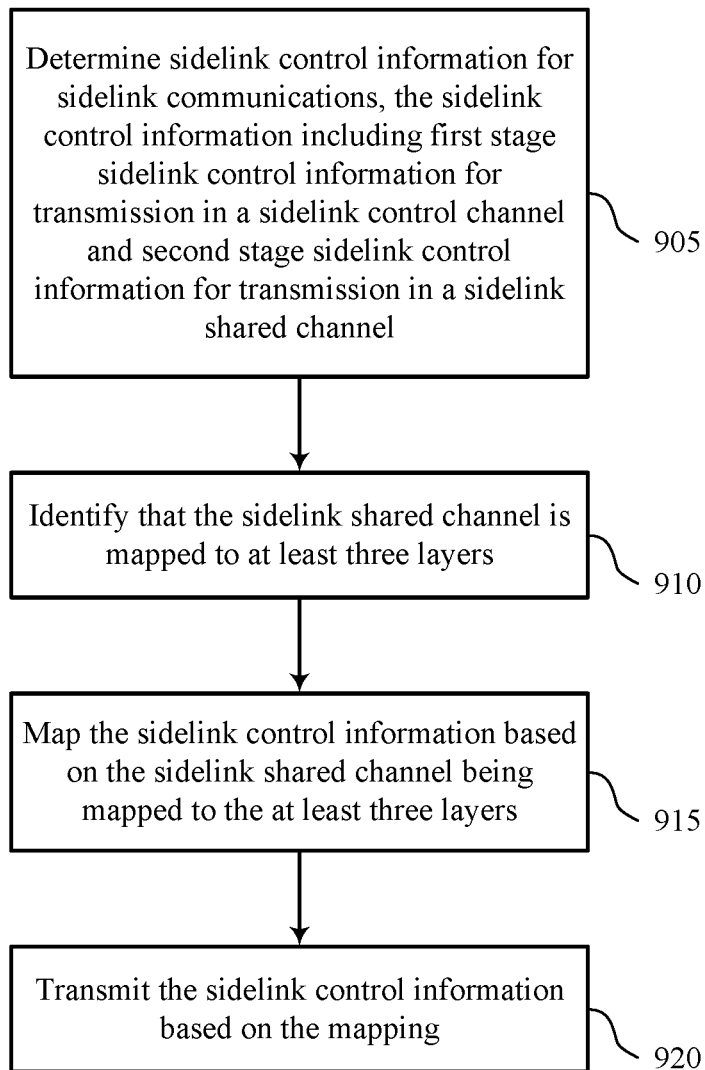 Determine sidelink control information for
sidelink communications, the sidelink
control information including first stage
sidelink control information for
transmission in a sidelink control channel
and second stage sidelink control
information for transmission in a sidelink
shared channel
905
Identify that the sidelink shared channel is
mapped to at least three layers
910
Map the sidelink control information based
on the sidelink shared channel being
mapped to the at least three layers
915
Transmit the sidelink control information
based on the mapping
920